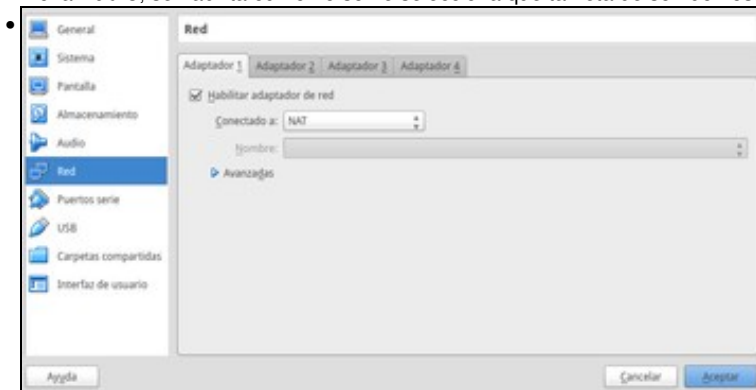 General
Sistema
Pantalla
Almacenamiento
Audio
Red
Puertos serie
USB
Carpetas compartidas
Interfaz de usuario
Red
Adaptador 1 Adaptador 2 Adaptador 3 Adaptador 4
Habilitar adaptador de red
Conectado a: NAT
Nombre:
Avanzadas
Ayuda Cancelar Aceptar